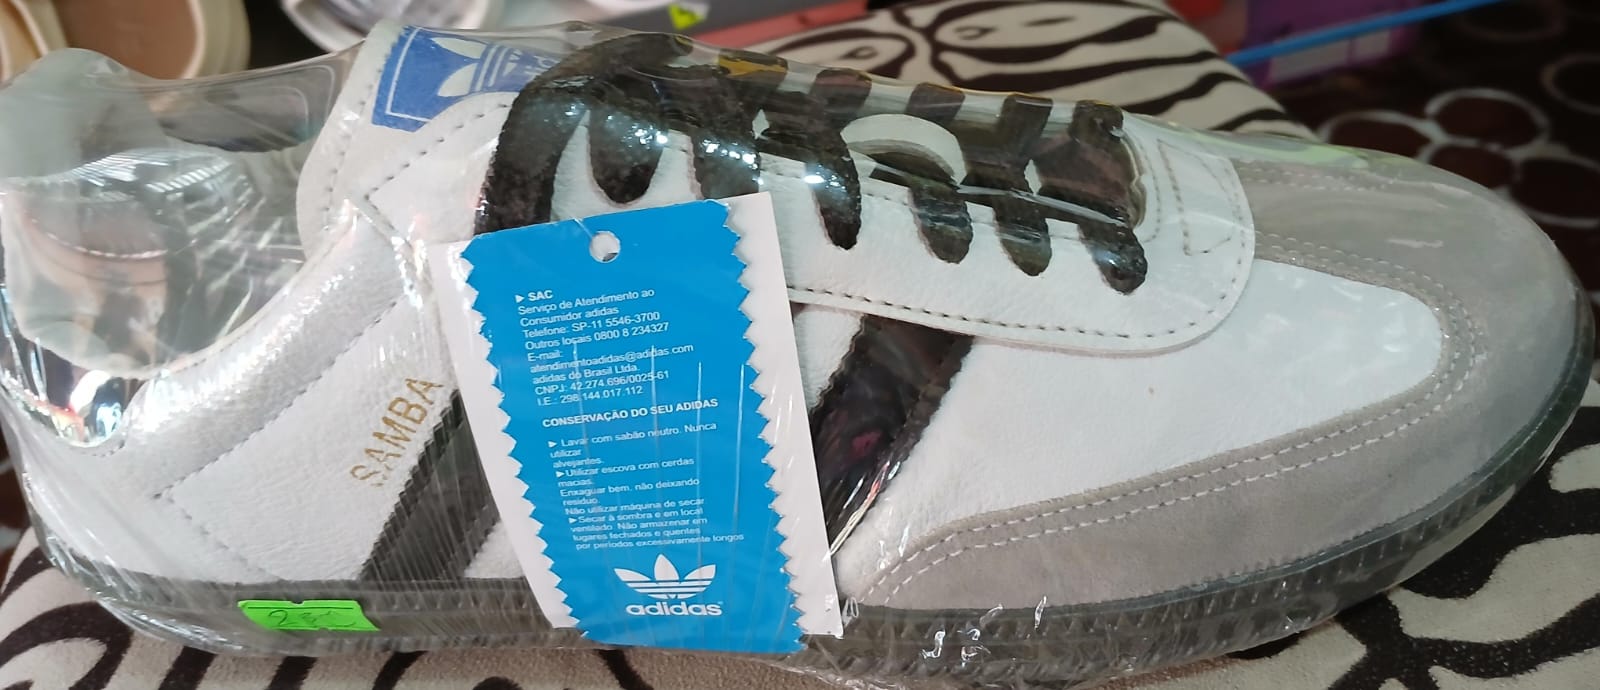 SAMBA
► SAC
Serviço de Atendimento ao
Consumidor adidas
Telefone: SP-11 5546-3700
Outros locais 0800 8 234327
E-mail:
atendimentoadidas@adidas.com
adidas do Brasil Ltda.
CNPJ: 42.274.696/0025-61
I.E.: 298.144.017.112
CONSERVAÇÃO DO SEU ADIDAS
► Lavar com sabão neutro. Nunca
utilizar
alvejantes.
►Utilizar escova com cerdas
macias.
Enxaguar bem, não deixando
resíduo.
Não utilizar máquina de secar
►Secar à sombra e em local
ventilado. Não armazenar em
lugares fechados e quentes
por períodos excessivamente longos
adidas